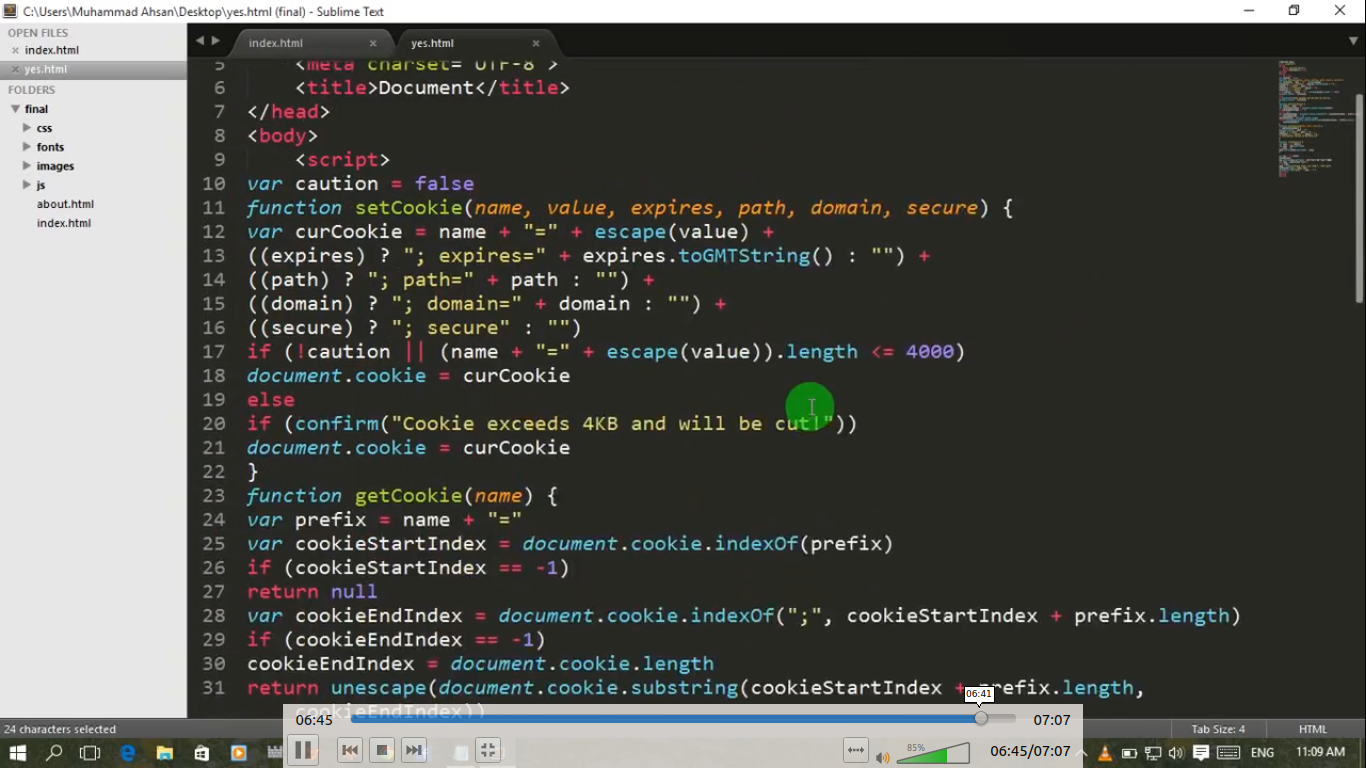 C:\Users\Muhammad Ahsan\Desktop\yes.html (final) - Sublime Text
OPEN FILES
index.html
yes.html
FOLDERS
final
css
fonts
images
js
about.html
index.html
index.html
yes.html
5 <meta charset="UTF-8">
6 <title>Document</title>
7 </head>
8 <body>
9 <script>
10 var caution = false
11 function setCookie(name, value, expires, path, domain, secure) {
12 var curCookie = name + "=" + escape(value) +
13 ((expires) ? "; expires=" + expires.toGMTString() : "") +
14 ((path) ? "; path=" + path : "") +
15 ((domain) ? "; domain=" + domain : "") +
16 ((secure) ? "; secure" : "")
17 if (!caution || (name + "=" + escape(value)).length <= 4000)
18 document.cookie = curCookie
19 else
20 if (confirm("Cookie exceeds 4KB and will be cut!"))
21 document.cookie = curCookie
22 }
23 function getCookie(name) {
24 var prefix = name + "="
25 var cookieStartIndex = document.cookie.indexOf(prefix)
26 if (cookieStartIndex == -1)
27 return null
28 var cookieEndIndex = document.cookie.indexOf(";", cookieStartIndex + prefix.length)
29 if (cookieEndIndex == -1)
30 cookieEndIndex = document.cookie.length
31 return unescape(document.cookie.substring(cookieStartIndex + prefix.length,
cookieEndIndex))
06:41
06:45 07:07
24 characters selected
Tab Size: 4 HTML
85%
06:45/07:07
ENG
11:09 AM